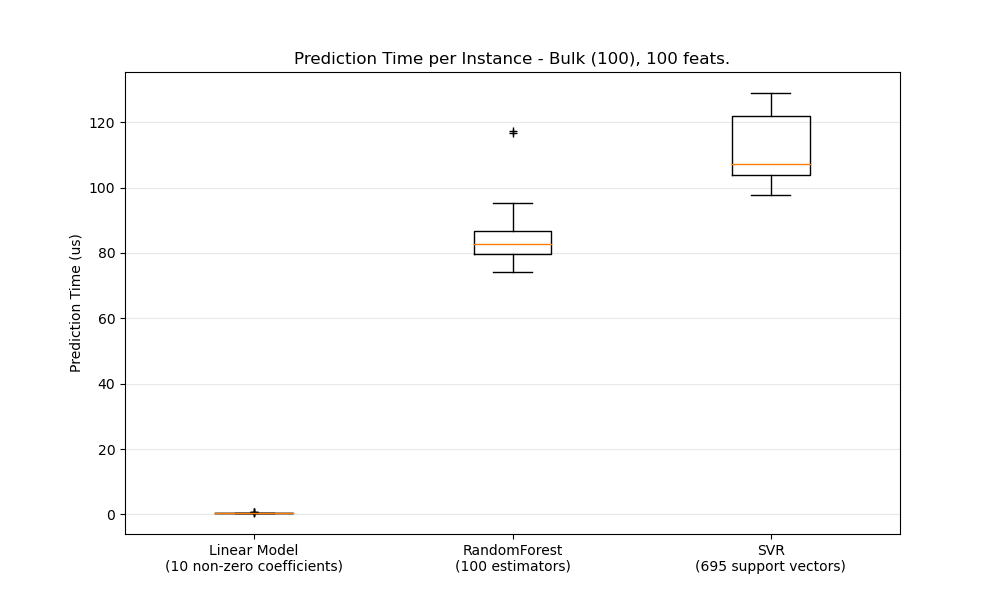 Prediction Time per Instance - Bulk (100), 100 feats.
Prediction Time (us)
120
100
80
60
40
20
0
Linear Model
(10 non-zero coefficients)
RandomForest
(100 estimators)
SVR
(695 support vectors)